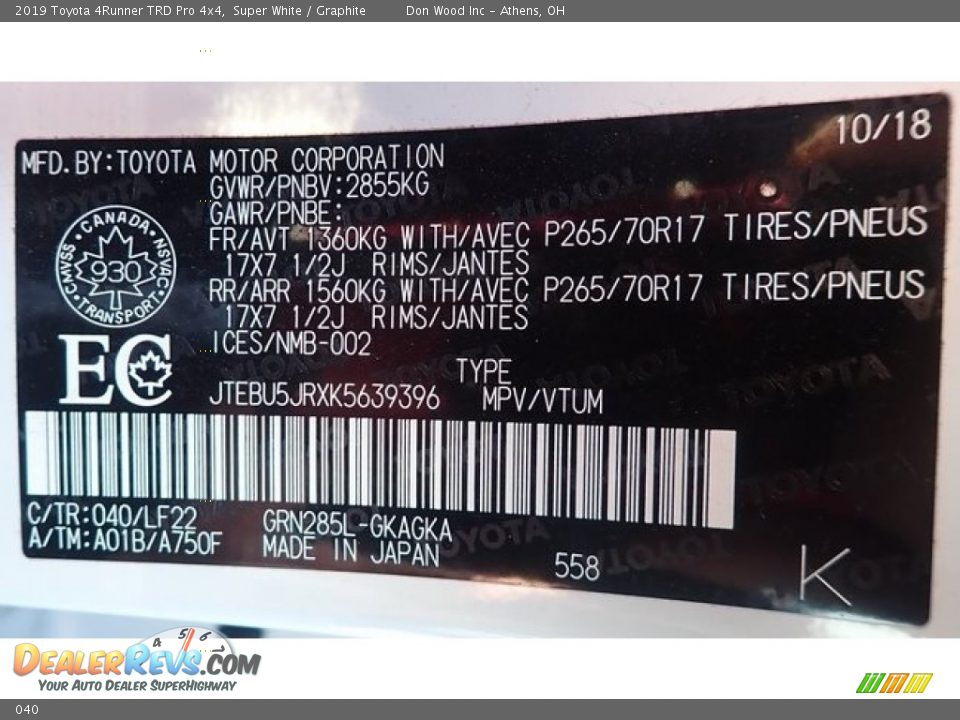 2019 Toyota 4Runner TRD Pro 4x4, Super White / Graphite Don Wood Inc - Athens, OH
10/18
MFD. BY: TOYOTA MOTOR CORPORATION
GVWR/PNBV: 2855KG
GAWR/PNBE:
FR/AVT 1360KG WITH/AVEC P265/70R17 TIRES/PNEUS
17X7 1/2J RIMS/JANTES
RR/ARR 1560KG WITH/AVEC P265/70R17 TIRES/PNEUS
17X7 1/2J RIMS/JANTES
ICES/NMB-002
CANADA · NSVAC · TRANSPORT · CMVSS
930
EC
TYPE
JTEBU5JRXK5639396 MPV/VTUM
C/TR: 040/LF22 GRN285L-GKAGKA
A/TM: A01B/A750F MADE IN JAPAN
558
K
4 5 6 7
DEALERREVS.COM
YOUR AUTO DEALER SUPERHIGHWAY
040